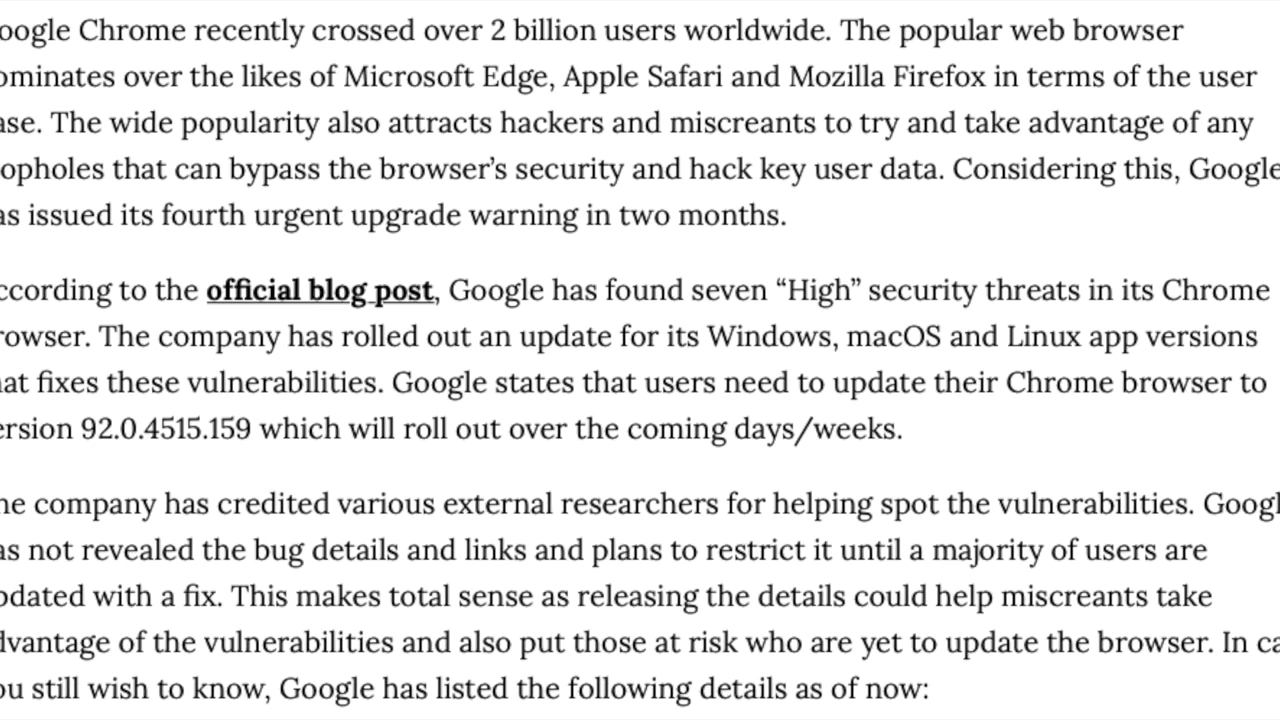 oogle Chrome recently crossed over 2 billion users worldwide. The popular web browser
ominates over the likes of Microsoft Edge, Apple Safari and Mozilla Firefox in terms of the user
ase. The wide popularity also attracts hackers and miscreants to try and take advantage of any
opholes that can bypass the browser’s security and hack key user data. Considering this, Google
as issued its fourth urgent upgrade warning in two months.
ccording to the official blog post, Google has found seven “High” security threats in its Chrome
rowser. The company has rolled out an update for its Windows, macOS and Linux app versions
hat fixes these vulnerabilities. Google states that users need to update their Chrome browser to
ersion 92.0.4515.159 which will roll out over the coming days/weeks.
he company has credited various external researchers for helping spot the vulnerabilities. Googl
as not revealed the bug details and links and plans to restrict it until a majority of users are
pdated with a fix. This makes total sense as releasing the details could help miscreants take
dvantage of the vulnerabilities and also put those at risk who are yet to update the browser. In ca
ou still wish to know, Google has listed the following details as of now: